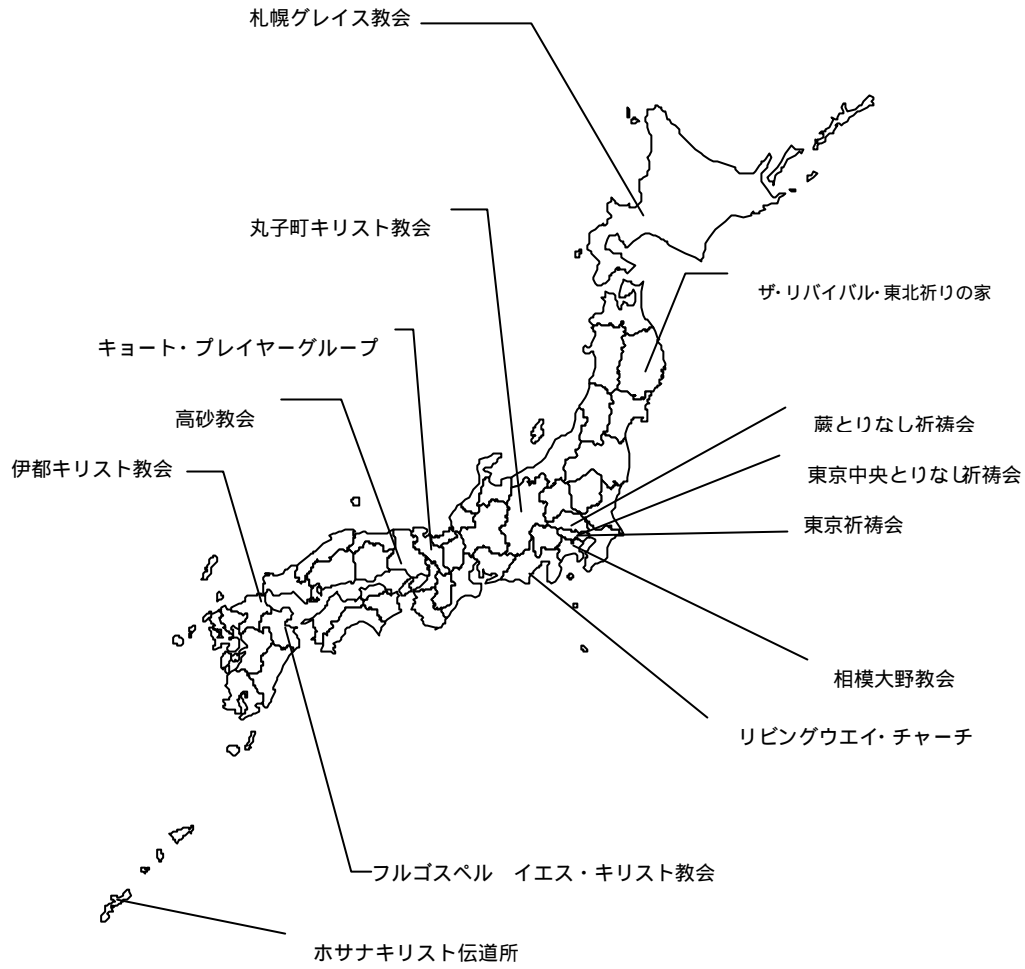 札幌グレイス教会
丸子町キリスト教会
ザ・リバイバル・東北祈りの家
キョート・プレイヤーグループ
高砂教会
蕨とりなし祈祷会
伊都キリスト教会
東京中央とりなし祈祷会
東京祈祷会
相模大野教会
リビングウエイ・チャーチ
フルゴスペル　イエス・キリスト教会
ホサナキリスト伝道所